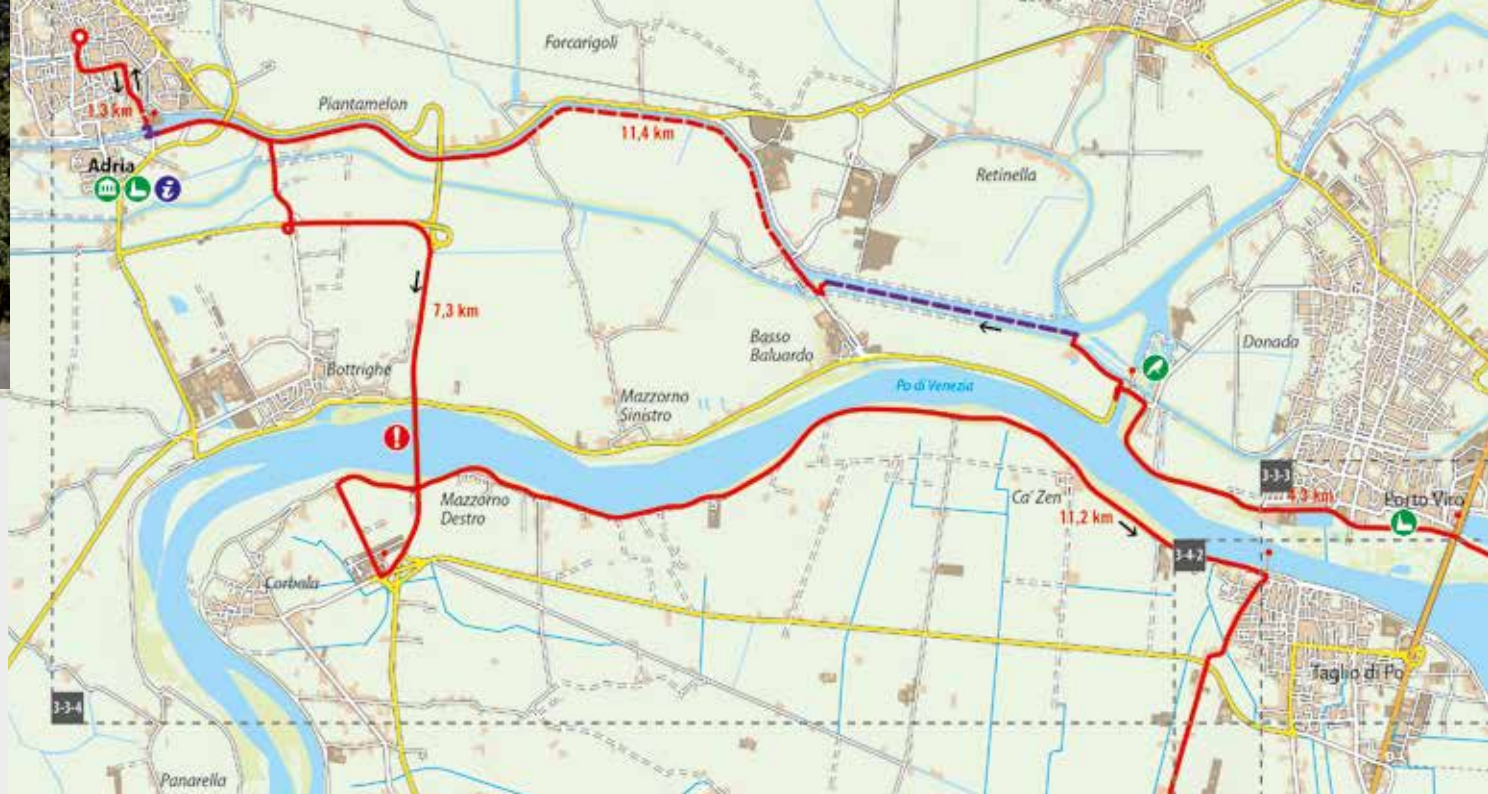 Forcarigoli
Piantamelon
1.3 km
11,4 km
Adria
i
Retinella
7,3 km
Basso
Baluardo
Donada
Bottrighe
Po di Venezia
Mazzorno
Sinistro
!
3-3-3
4,3 km
Porto Viro
Mazzorno
Destro
Ca' Zen
11,2 km
3-4-2
Corbola
Taglio di Po
3-3-4
Panarella